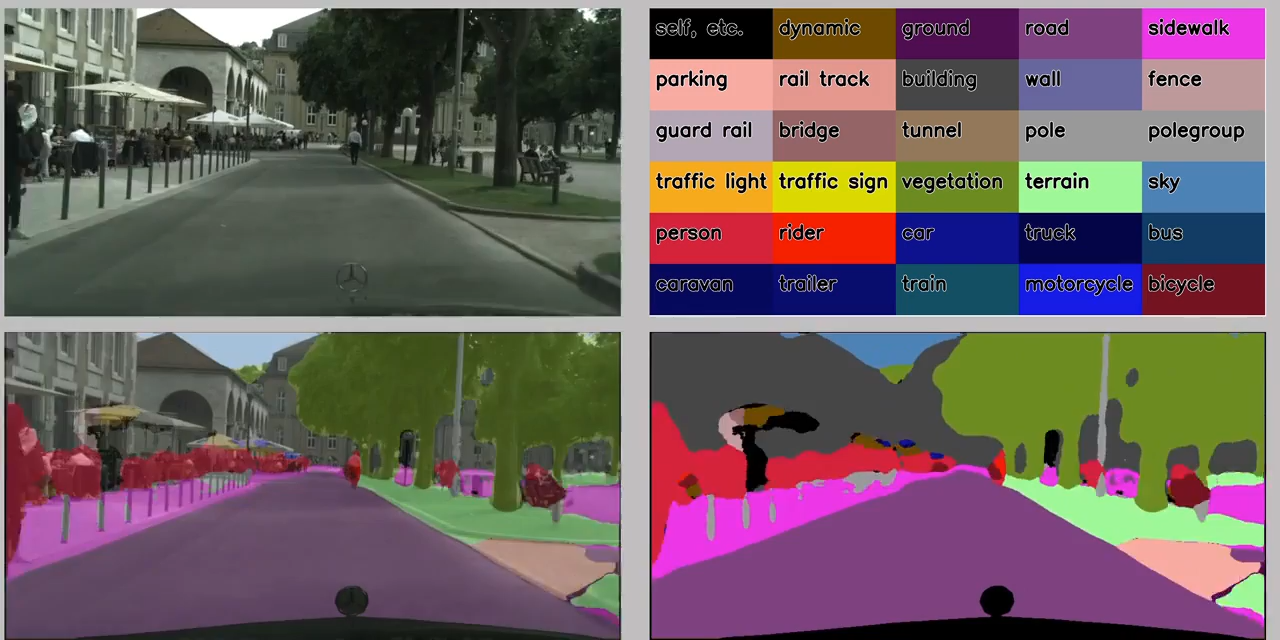 self, etc. dynamic ground road sidewalk
parking rail track building wall fence
guard rail bridge tunnel pole polegroup
traffic light traffic sign vegetation terrain sky
person rider car truck bus
caravan trailer train motorcycle bicycle